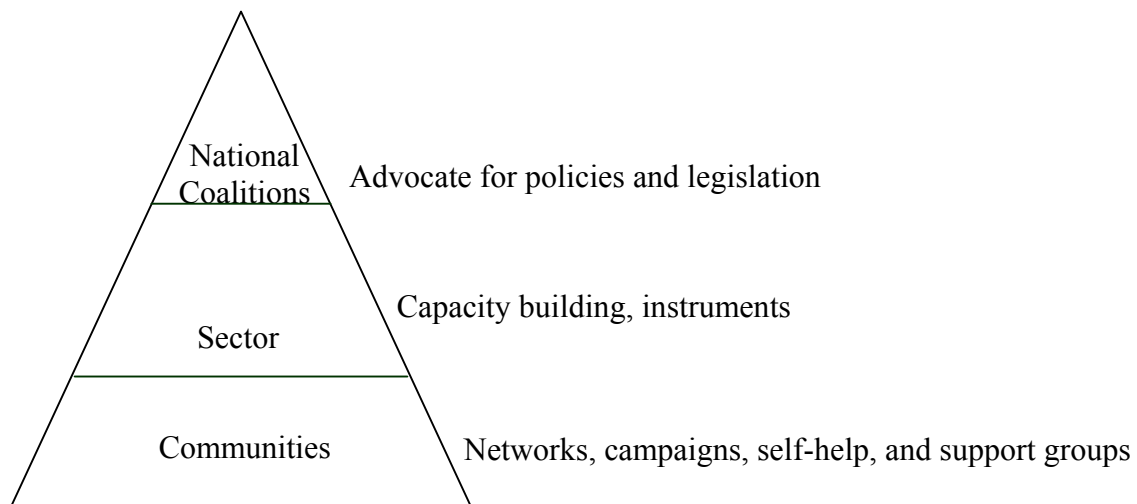 National
Coalitions
Advocate for policies and legislation
Capacity building, instruments
Sector
Communities
Networks, campaigns, self-help, and support groups